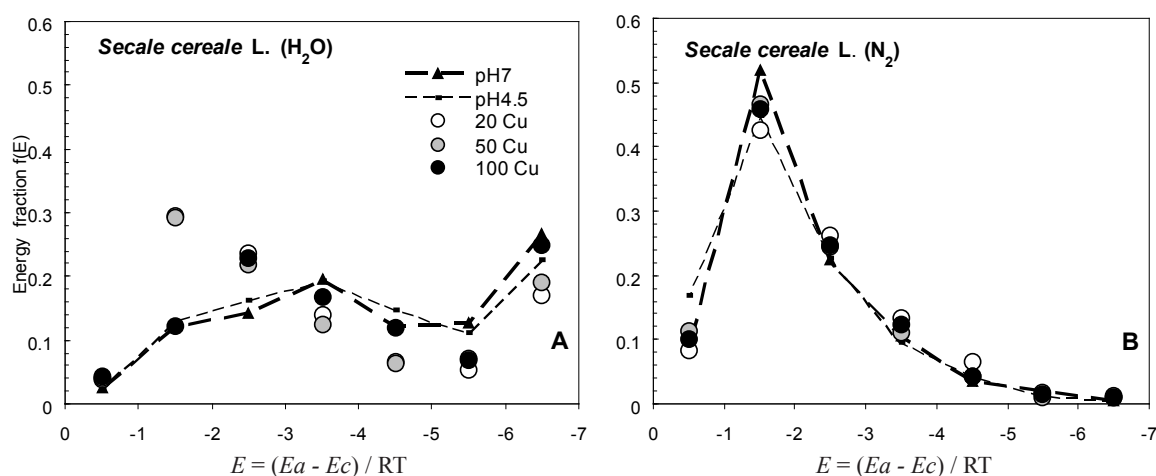 Secale cereale L. (H₂O)
pH7
pH4.5
20 Cu
50 Cu
100 Cu
A
Energy fraction f(E)
0.6
0.5
0.4
0.3
0.2
0.1
0
0 -1 -2 -3 -4 -5 -6 -7
E = (Ea - Ec) / RT
Secale cereale L. (N₂)
B
0.6
0.5
0.4
0.3
0.2
0.1
0
0 -1 -2 -3 -4 -5 -6 -7
E = (Ea - Ec) / RT